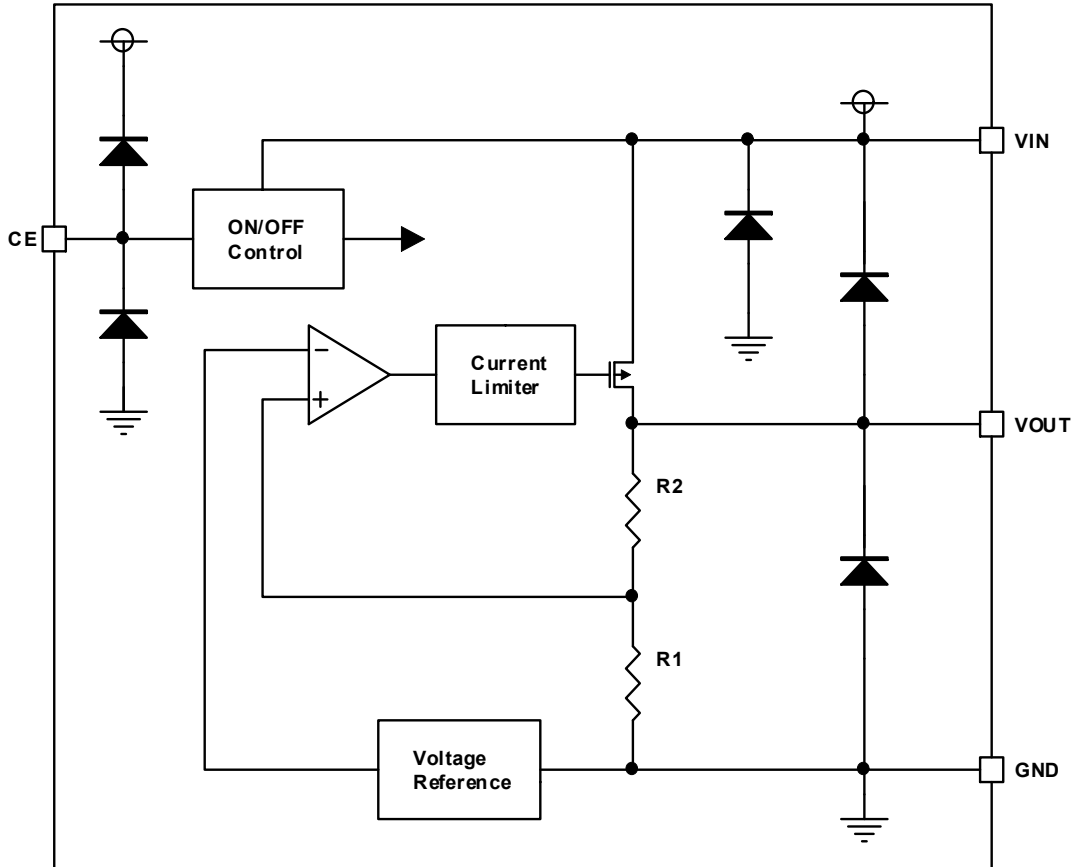 VIN
CE
ON/OFF
Control
Current
Limiter
−
+
VOUT
R2
R1
Voltage
Reference
GND